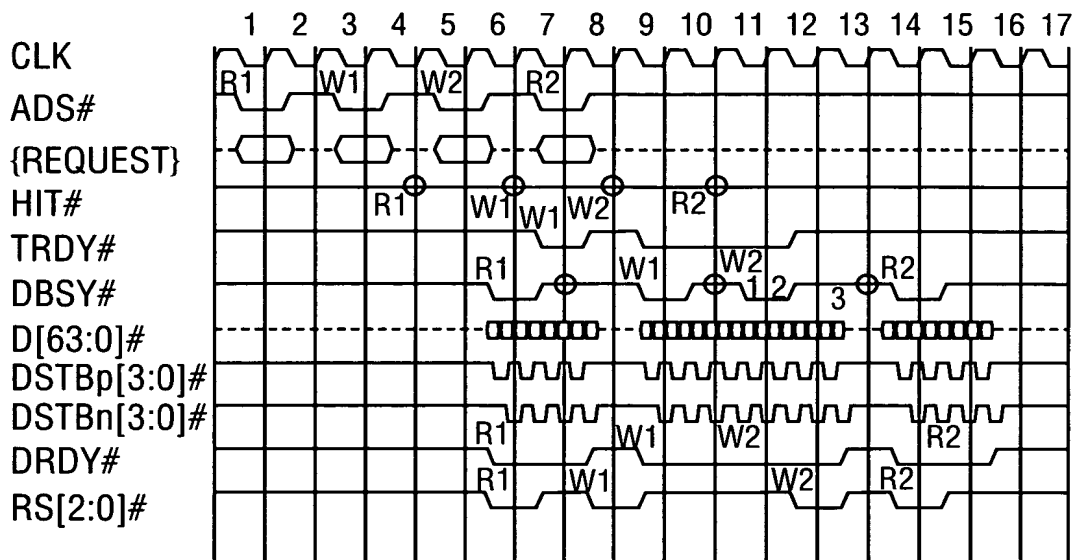 1 2 3 4 5 6 7 8 9 10 11 12 13 14 15 16 17
CLK
R1 W1 W2 R2
ADS#
{REQUEST}
HIT#
R1 W1 W2 R2
W1
TRDY#
W2
R1 W1 R2
DBSY#
1 2 3
D[63:0]#
DSTBp[3:0]#
DSTBn[3:0]#
R1 W1 W2 R2
DRDY#
R1 W1 W2 R2
RS[2:0]#